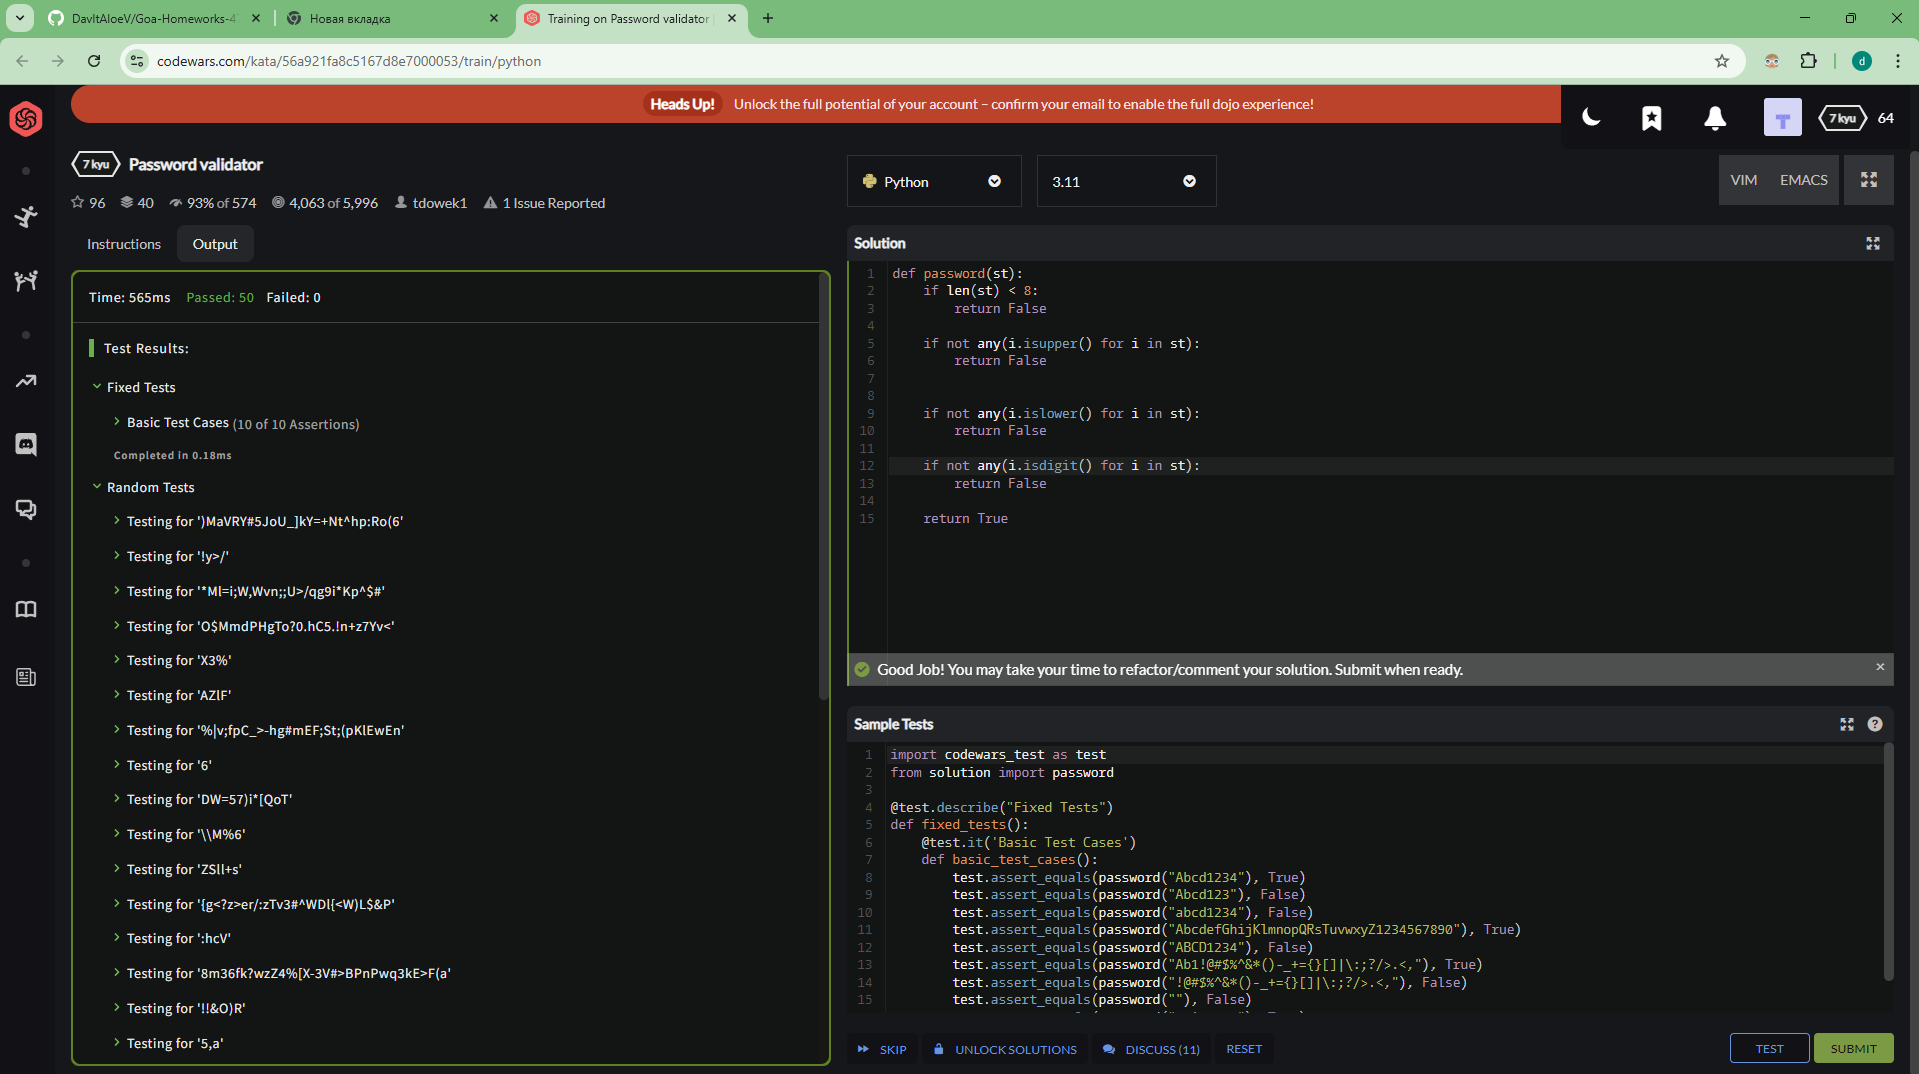 DavItAloeV/Goa-Homeworks-4
Новая вкладка
Training on Password validator
codewars.com/kata/56a921fa8c5167d8e7000053/train/python
d
Heads Up! Unlock the full potential of your account – confirm your email to enable the full dojo experience!
7 kyu 64
7 kyu Password validator
96 40 93% of 574 4,063 of 5,996 tdowek1 1 Issue Reported
Python
3.11
VIM EMACS
Instructions Output
Time: 565ms Passed: 50 Failed: 0
Test Results:
Fixed Tests
Basic Test Cases (10 of 10 Assertions)
Completed in 0.18ms
Random Tests
Testing for ')MaVRY#5JoU_]kY=+Nt^hp:Ro(6'
Testing for '!y>/'
Testing for '*Ml=i;W,Wvn;;U>/qg9i*Kp^$#'
Testing for 'O$MmdPHgTo?0.hC5.!n+z7Yv<'
Testing for 'X3%'
Testing for 'AZlF'
Testing for '%|v;fpC_>-hg#mEF;St;(pKlEwEn'
Testing for '6'
Testing for 'DW=57)i*[QoT'
Testing for '\\M%6'
Testing for 'ZSll+s'
Testing for '{g<?z>er/:zTv3#^WDl{<W)L$&P'
Testing for ':hcV'
Testing for '8m36fk?wzZ4%[X-3V#>BPnPwq3kE>F(a'
Testing for '!!&O)R'
Testing for '5,a'
Solution
1 def password(st):
2 if len(st) < 8:
3 return False
4
5 if not any(i.isupper() for i in st):
6 return False
7
8
9 if not any(i.islower() for i in st):
10 return False
11
12 if not any(i.isdigit() for i in st):
13 return False
14
15 return True
Good Job! You may take your time to refactor/comment your solution. Submit when ready.
Sample Tests
1 import codewars_test as test
2 from solution import password
3
4 @test.describe("Fixed Tests")
5 def fixed_tests():
6 @test.it('Basic Test Cases')
7 def basic_test_cases():
8 test.assert_equals(password("Abcd1234"), True)
9 test.assert_equals(password("Abcd123"), False)
10 test.assert_equals(password("abcd1234"), False)
11 test.assert_equals(password("AbcdefGhijKlmnopQRsTuvwxyZ1234567890"), True)
12 test.assert_equals(password("ABCD1234"), False)
13 test.assert_equals(password("Ab1!@#$%^&*()-_+={}[]|\:;?/>.<,"), True)
14 test.assert_equals(password("!@#$%^&*()-_+={}[]|\:;?/>.<,"), False)
15 test.assert_equals(password(""), False)
SKIP UNLOCK SOLUTIONS DISCUSS (11) RESET
TEST SUBMIT